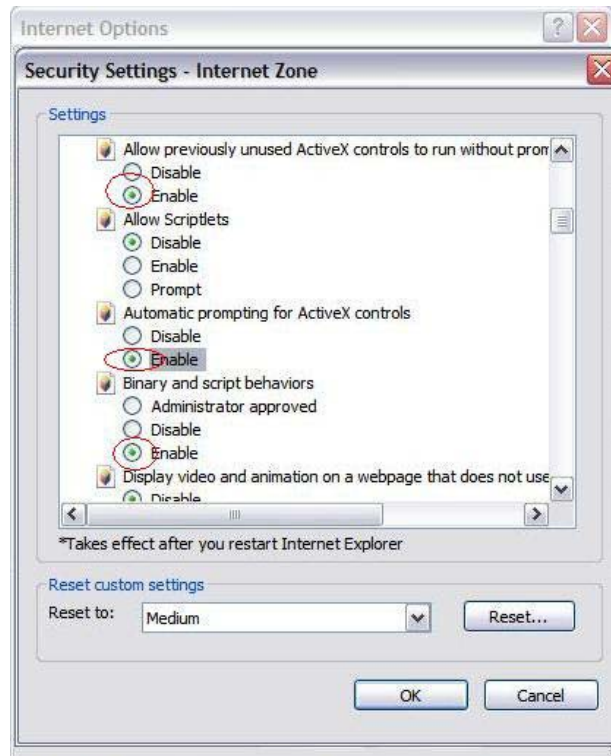 Internet Options
Security Settings - Internet Zone
Settings
Allow previously unused ActiveX controls to run without
Disable
Enable
Allow Scriptlets
Disable
Enable
Prompt
Automatic prompting for ActiveX controls
Disable
Enable
Binary and script behaviors
Administrator approved
Disable
Enable
Display video and animation on a webpage that does not use
Disable
*Takes effect after you restart Internet Explorer
Reset custom settings
Reset to:
Medium
Reset...
OK
Cancel